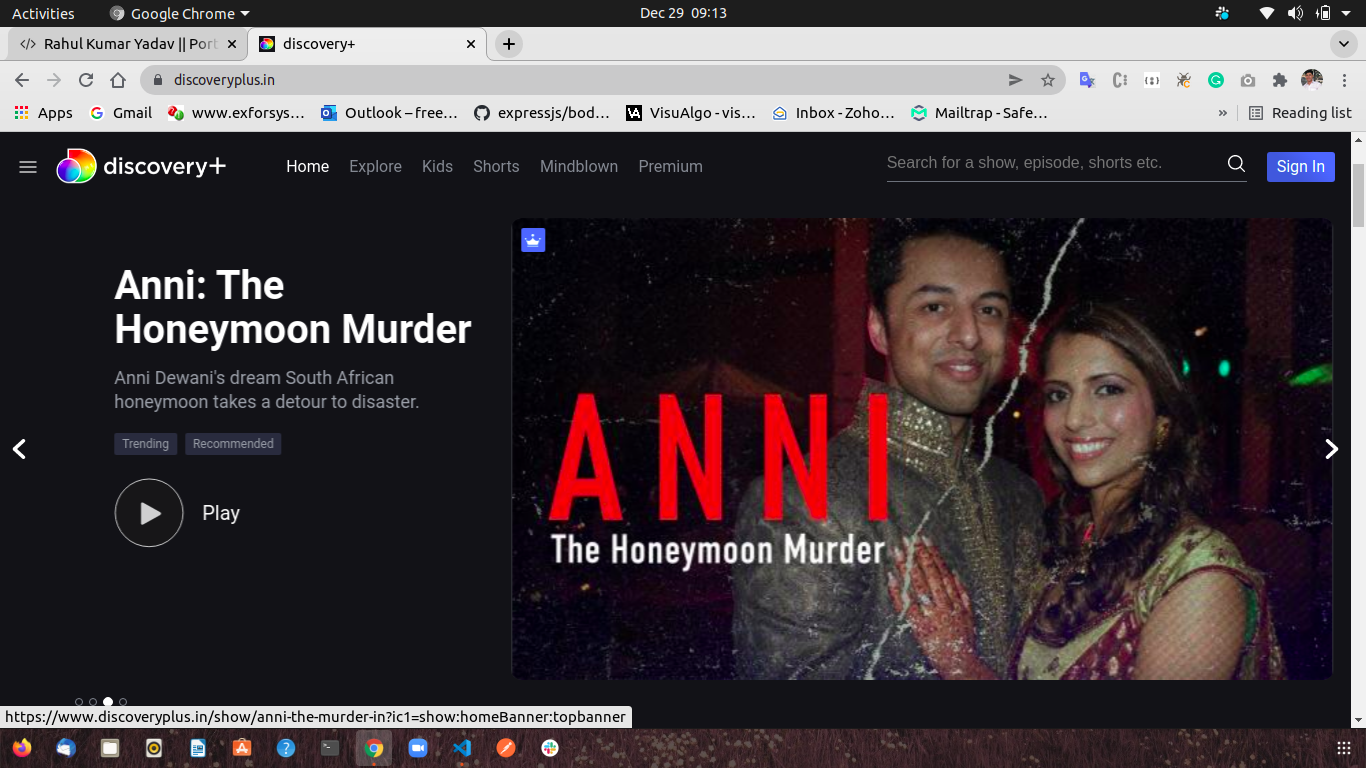 Activities
Google Chrome
Dec 29 09:13
Rahul Kumar Yadav || Port
discovery+
discoveryplus.in
Apps
Gmail
www.exforsys…
Outlook – free…
expressjs/bod…
VisuAlgo - vis…
Inbox - Zoho…
Mailtrap - Safe…
»
Reading list
discovery+
Home
Explore
Kids
Shorts
Mindblown
Premium
Search for a show, episode, shorts etc.
Sign In
Anni: The
Honeymoon Murder
Anni Dewani's dream South African
honeymoon takes a detour to disaster.
Trending
Recommended
Play
ANNI
The Honeymoon Murder
https://www.discoveryplus.in/show/anni-the-murder-in?ic1=show:homeBanner:topbanner